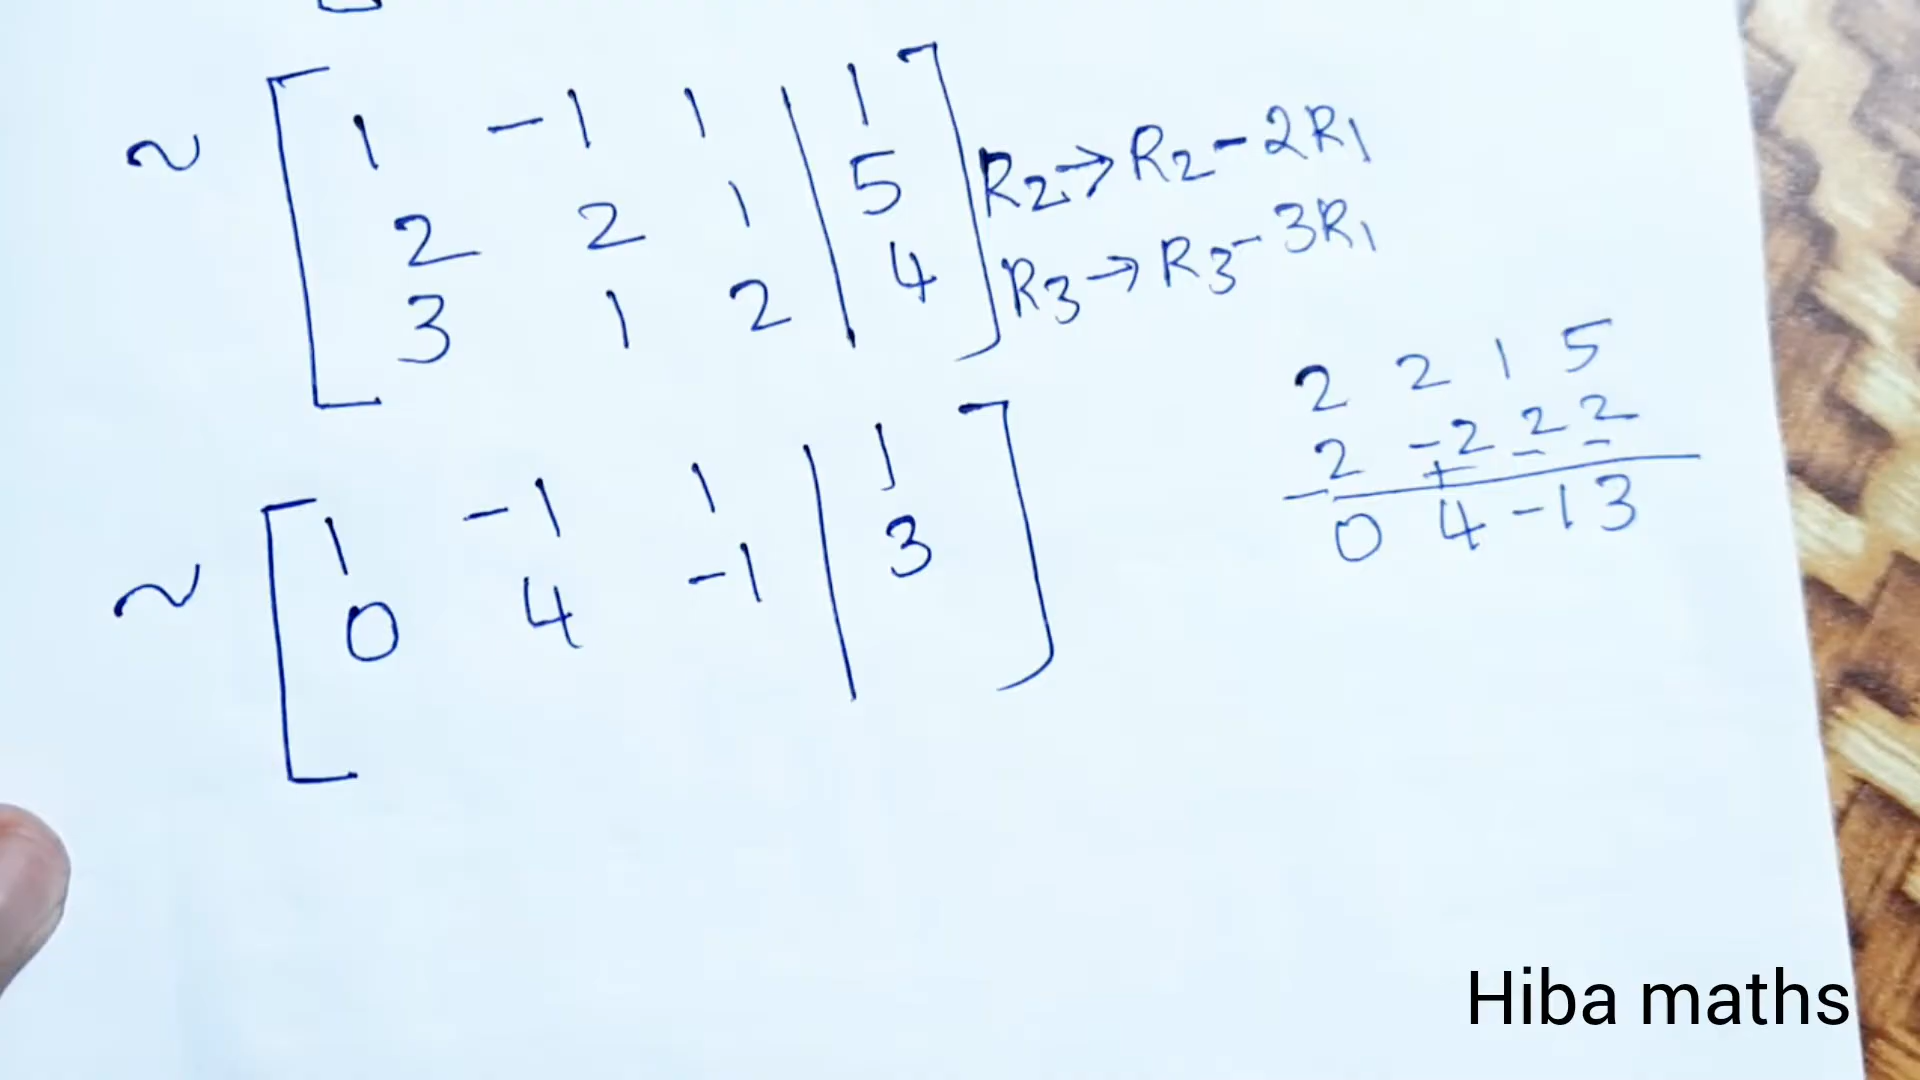 ~ [ 1 -1 1 | 1 ]
2 2 1 | 5 R2→R2-2R1
3 1 2 | 4 R3→R3-3R1
2 2 1 5
2 -2 2 2
- + - -
0 4 -1 3
~ [ 1 -1 1 | 1 ]
0 4 -1 | 3
Hiba maths